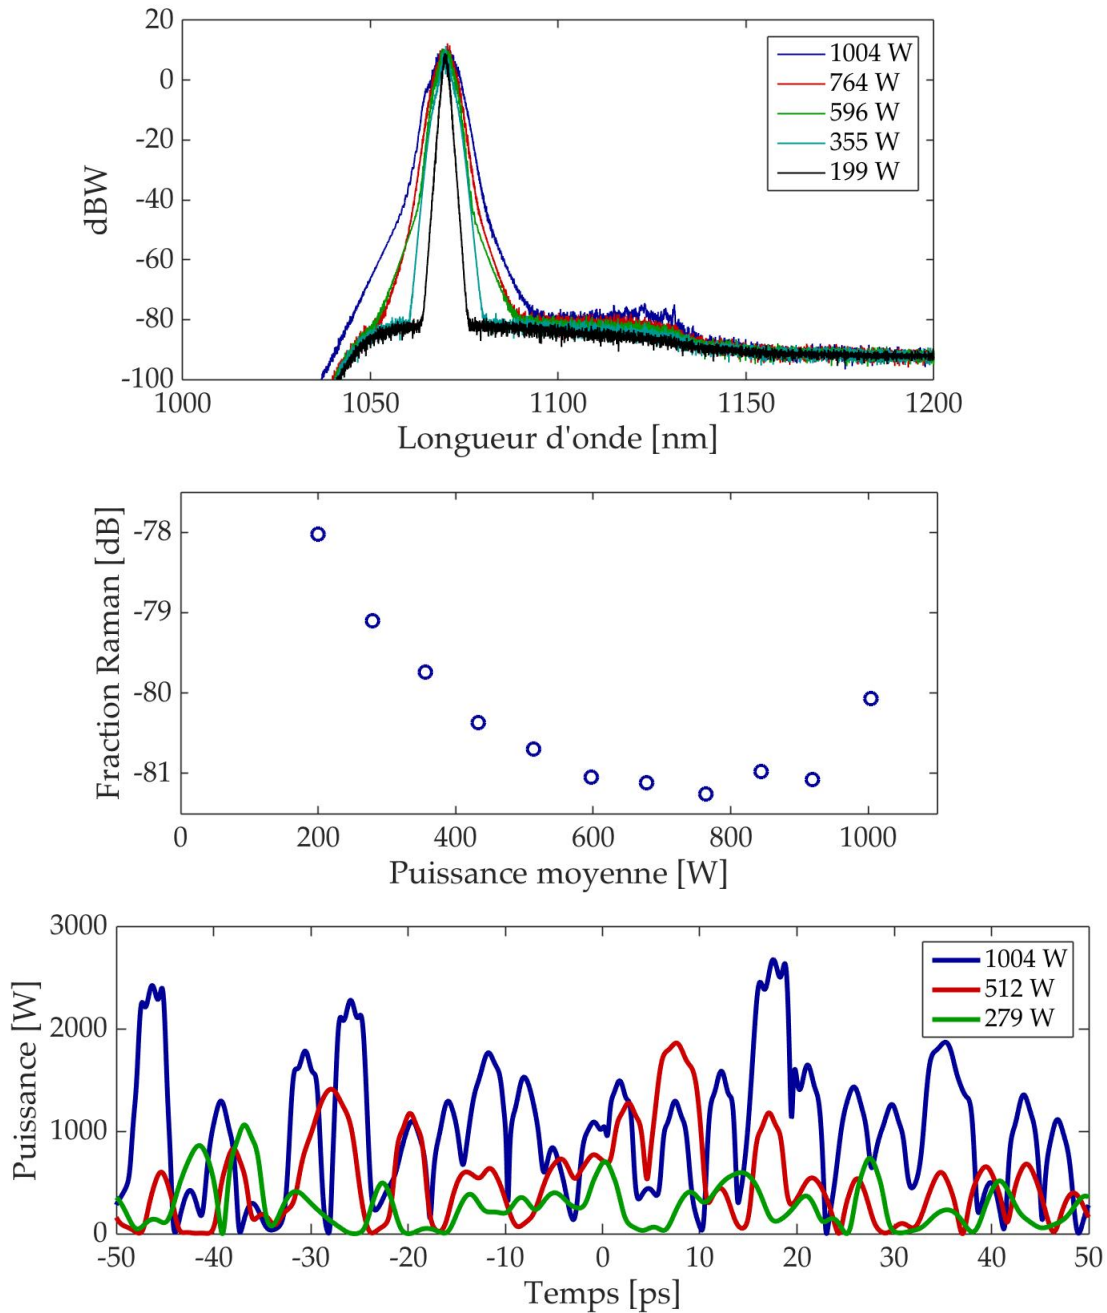 20
0
-20
-40
-60
-80
-100
dBW
1004 W
764 W
596 W
355 W
199 W
1000 1050 1100 1150 1200
Longueur d'onde [nm]
-78
-79
-80
-81
Fraction Raman [dB]
0 200 400 600 800 1000
Puissance moyenne [W]
3000
2000
1000
0
Puissance [W]
1004 W
512 W
279 W
-50 -40 -30 -20 -10 0 10 20 30 40 50
Temps [ps]